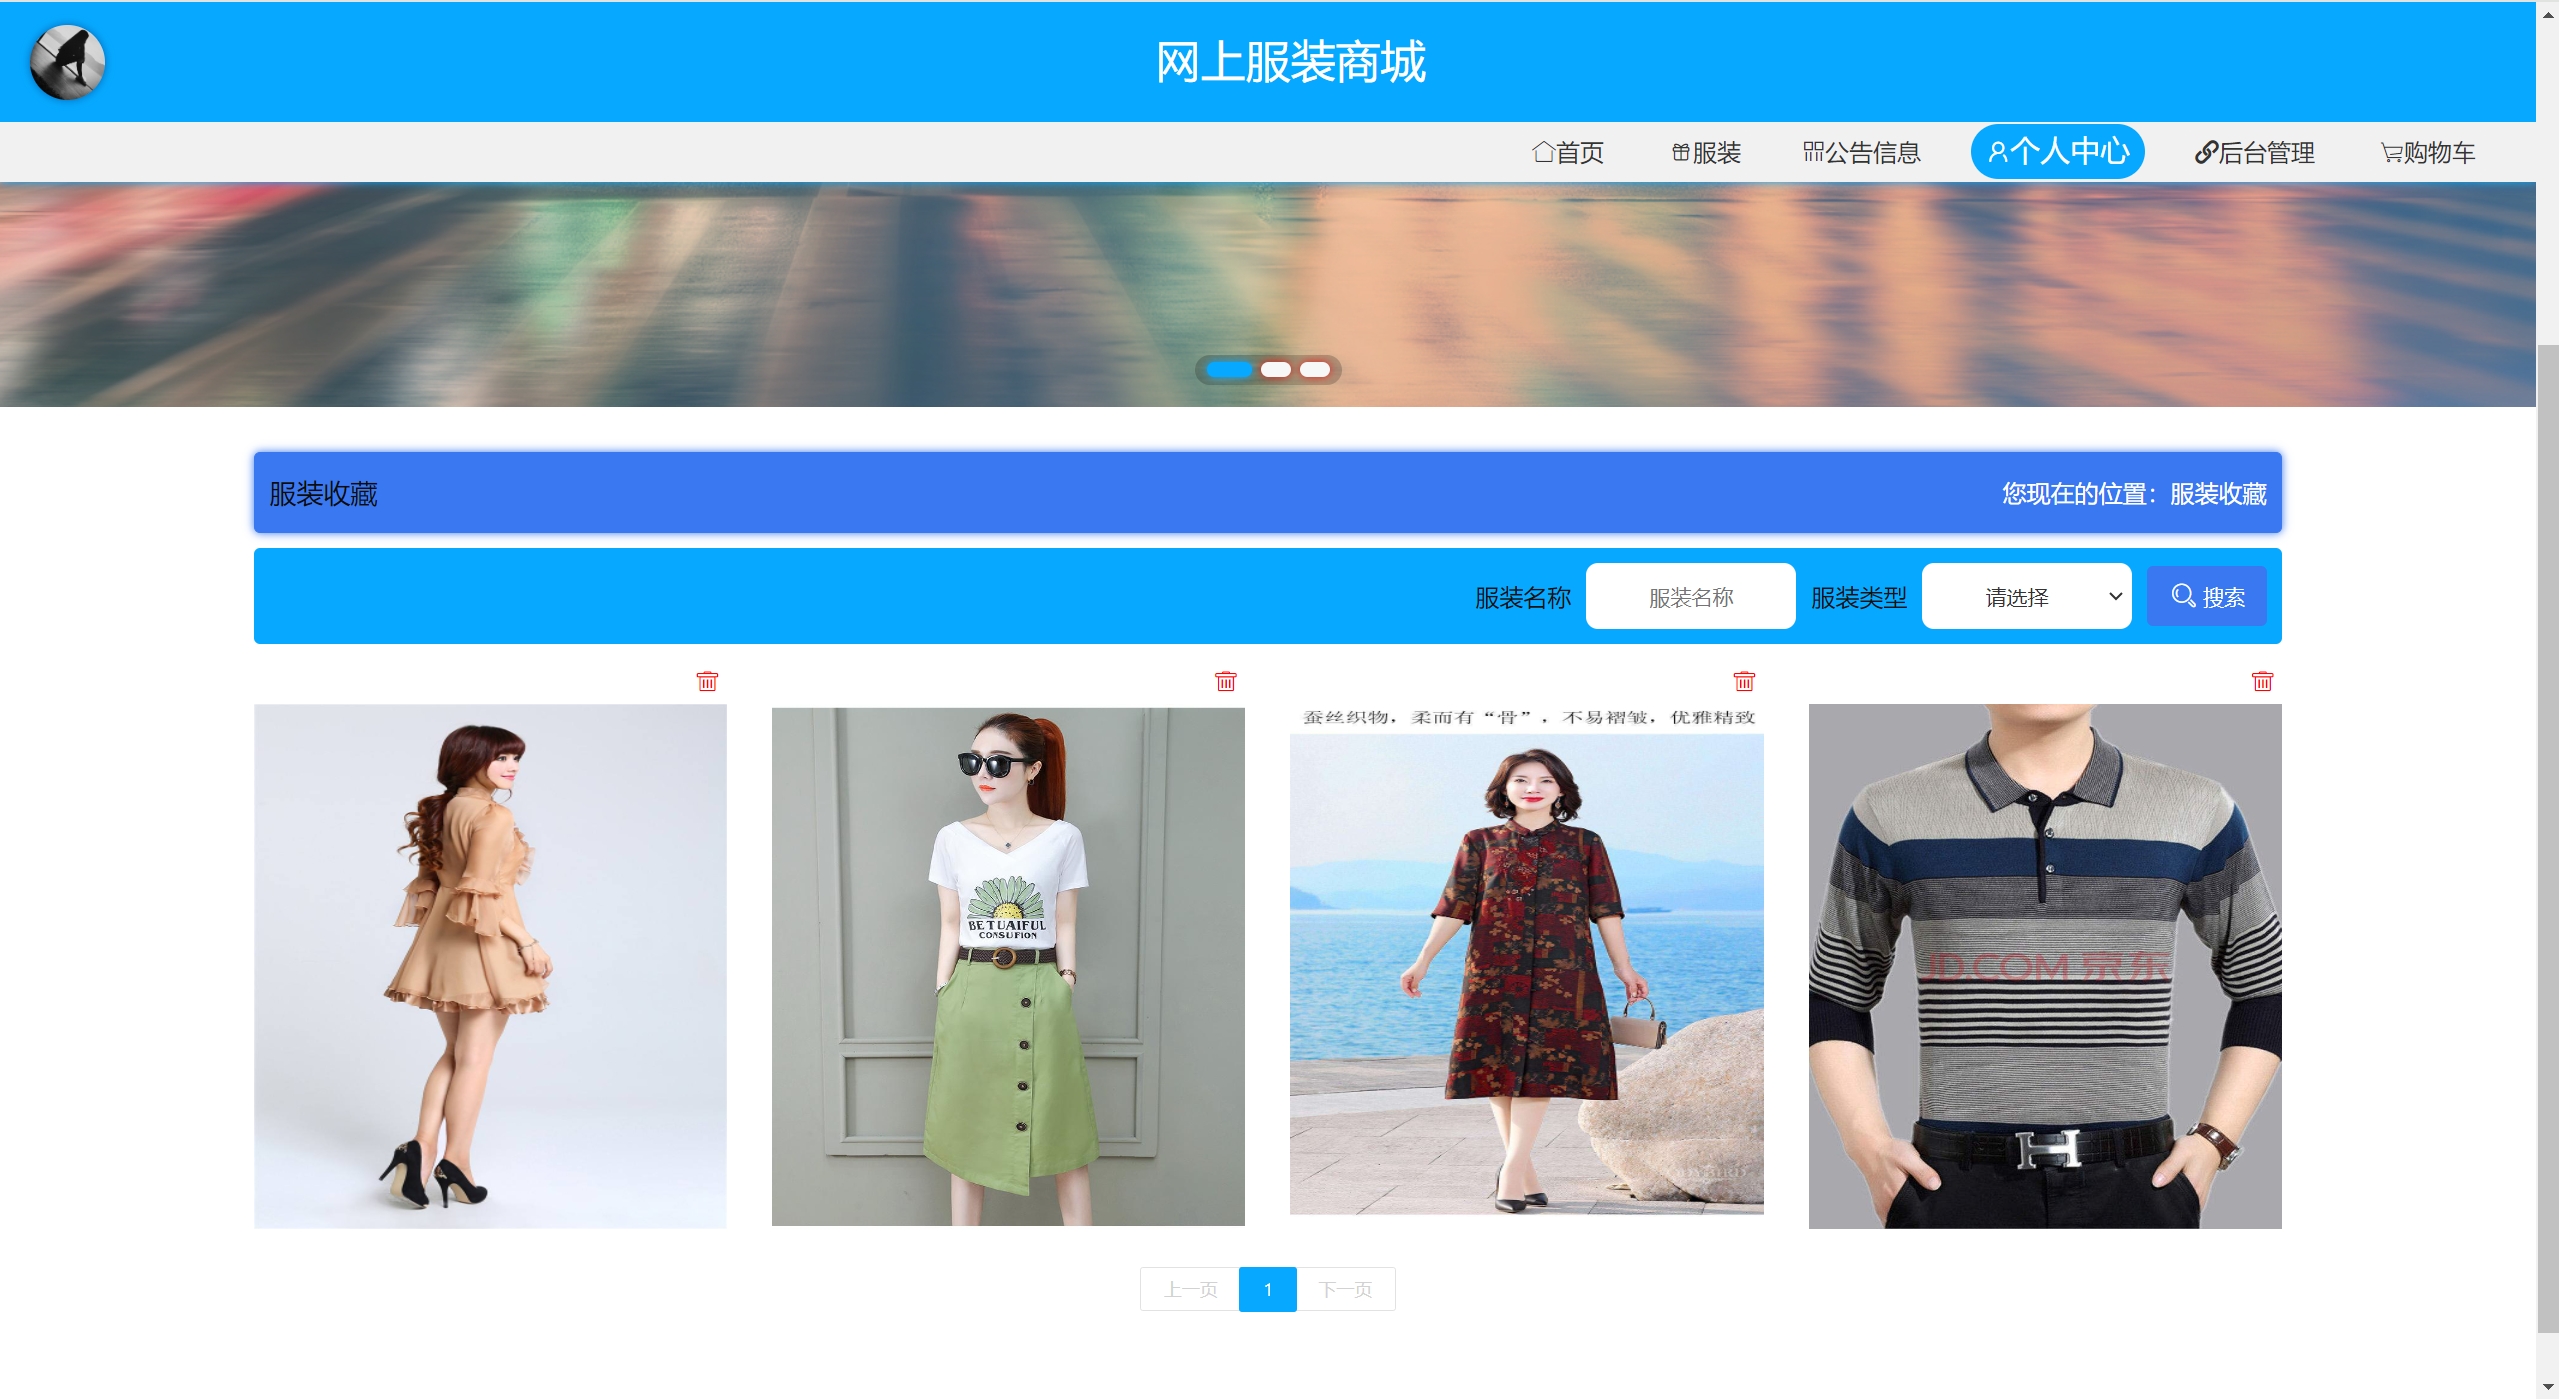 网上服装商城
首页
服装
公告信息
个人中心
后台管理
购物车
服装收藏
您现在的位置：服装收藏
服装名称
服装名称
服装类型
请选择
搜索
蚕丝织物，柔而有“骨”，不易褶皱，优雅精致
BETUAIFUL
CONSUFION
JD.COM 京东
上一页
1
下一页